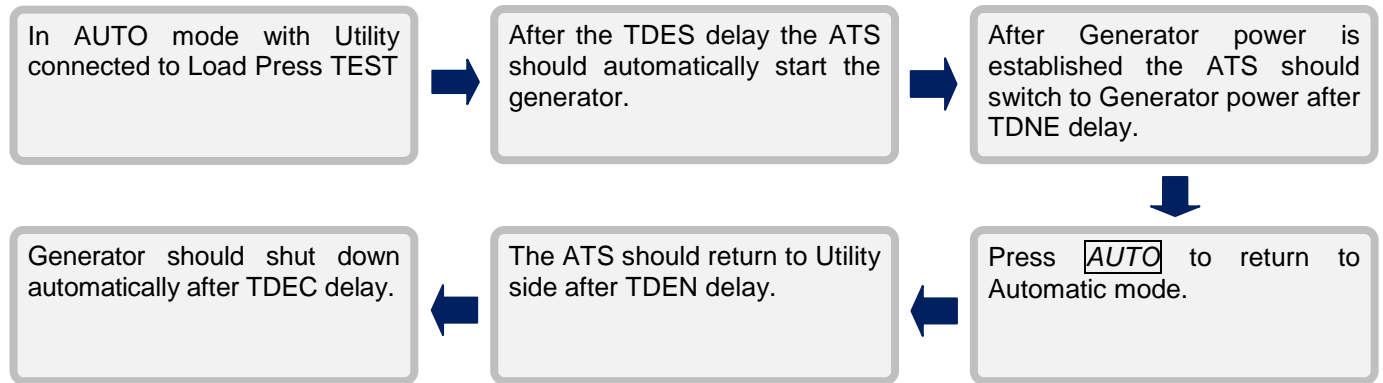 In AUTO mode with Utility
connected to Load Press TEST
After the TDES delay the ATS
should automatically start the
generator.
After Generator power is
established the ATS should
switch to Generator power after
TDNE delay.
Press AUTO to return to
Automatic mode.
The ATS should return to Utility
side after TDEN delay.
Generator should shut down
automatically after TDEC delay.